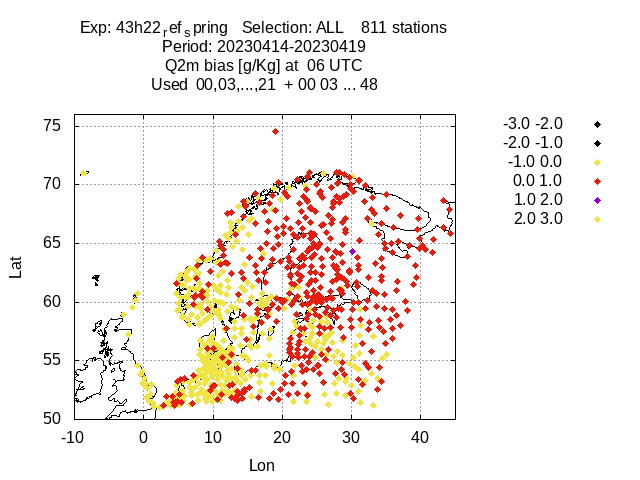 Exp: 43h22refspring   Selection: ALL    811 stations
Period: 20230414-20230419
Q2m bias [g/Kg] at  06 UTC
Used  00,03,...,21  + 00 03 ... 48
-3.0 -2.0
-2.0 -1.0
-1.0 0.0
0.0 1.0
1.0 2.0
2.0 3.0
75
70
65
60
55
50
Lat
-10 0 10 20 30 40
Lon